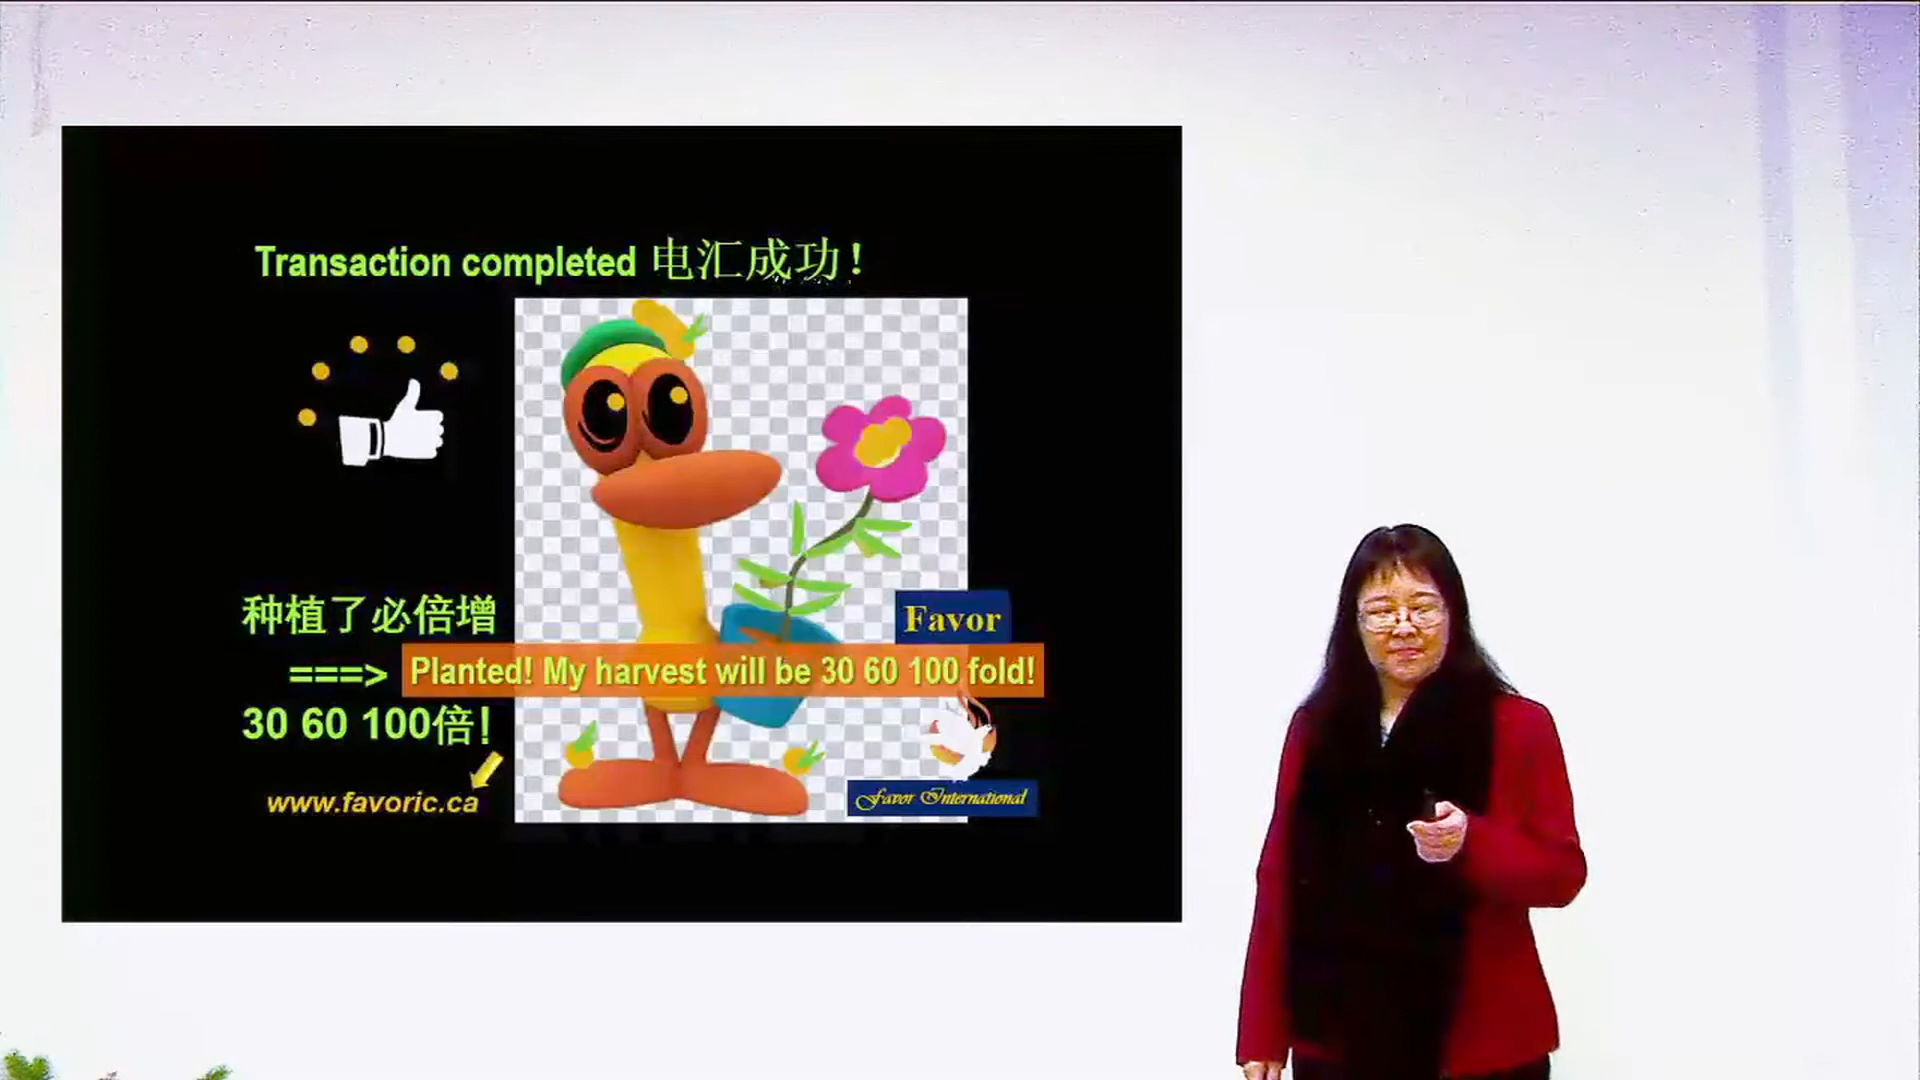 Transaction completed 电汇成功！
种植了必倍增
===> Planted! My harvest will be 30 60 100 fold!
30 60 100倍！
www.favoric.ca
Favor
Favor International